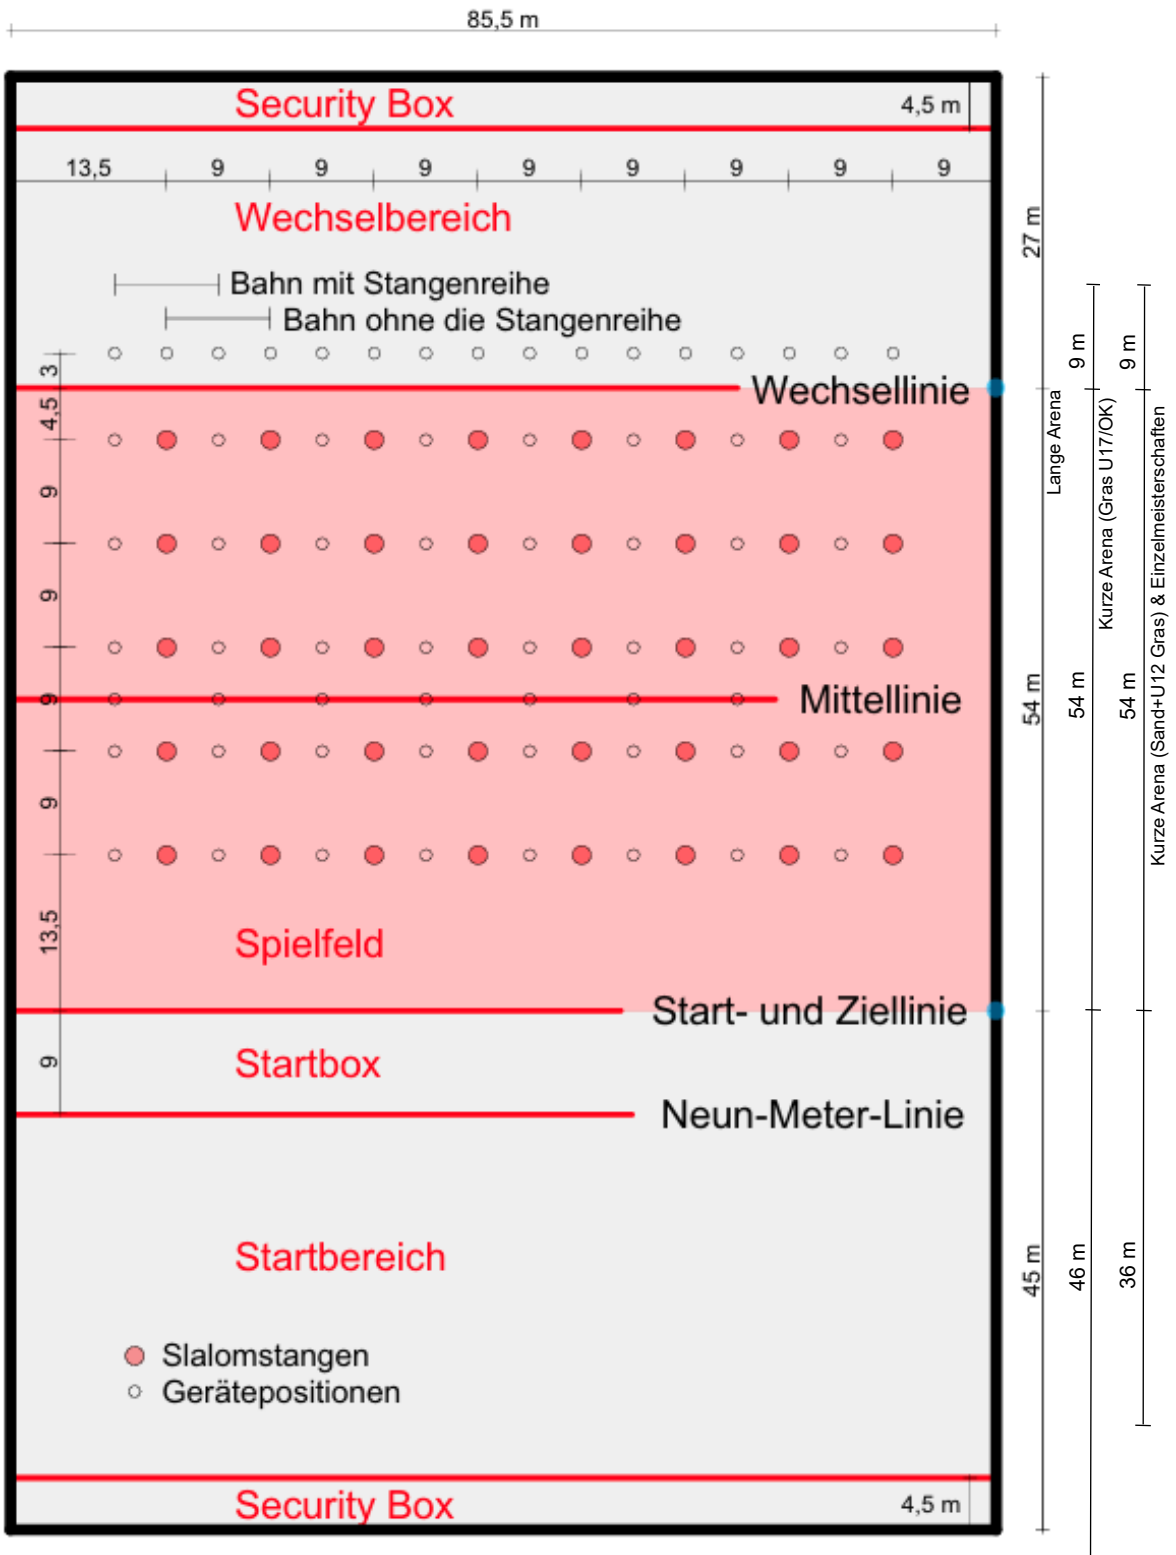 85,5 m
Security Box
4,5 m
13,5 9 9 9 9 9 9 9 9
Wechselbereich
27 m
Bahn mit Stangenreihe
Bahn ohne die Stangenreihe
3
9 m
9 m
Wechsellinie
4,5
Lange Arena
Kurze Arena (Gras U17/OK)
Kurze Arena (Sand+U12 Gras) & Einzelmeisterschaften
9
9
9
Mittellinie
54 m
54 m
54 m
9
13,5
Spielfeld
Start- und Ziellinie
Startbox
9
Neun-Meter-Linie
Startbereich
45 m
46 m
36 m
Slalomstangen
Gerätepositionen
Security Box
4,5 m